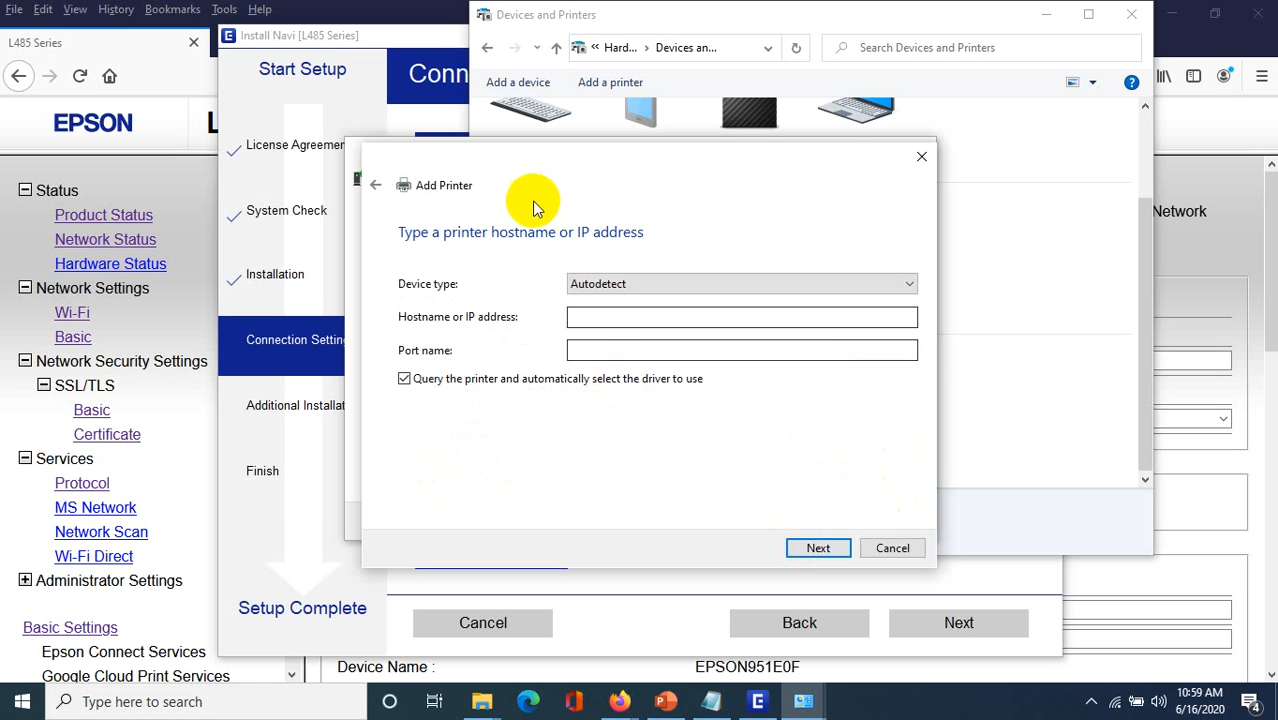 File Edit View History Bookmarks Tools Help
Devices and Printers
L485 Series
Install Navi [L485 Series]
Start Setup
Hard... Devices an...
Search Devices and Printers
Add a device Add a printer
EPSON
License Agreemen
System Check
Installation
Connection Setting
Additional Installat
Finish
Setup Complete
Status
Product Status
Network Status
Hardware Status
Network Settings
Wi-Fi
Basic
Network Security Settings
SSL/TLS
Basic
Certificate
Services
Protocol
MS Network
Network Scan
Wi-Fi Direct
Administrator Settings
Basic Settings
Epson Connect Services
Google Cloud Print Services
Network
Add Printer
Type a printer hostname or IP address
Device type: Autodetect
Hostname or IP address:
Port name:
Query the printer and automatically select the driver to use
Next Cancel
Cancel Back Next
Device Name : EPSON951E0F
Type here to search
10:59 AM
6/16/2020
4